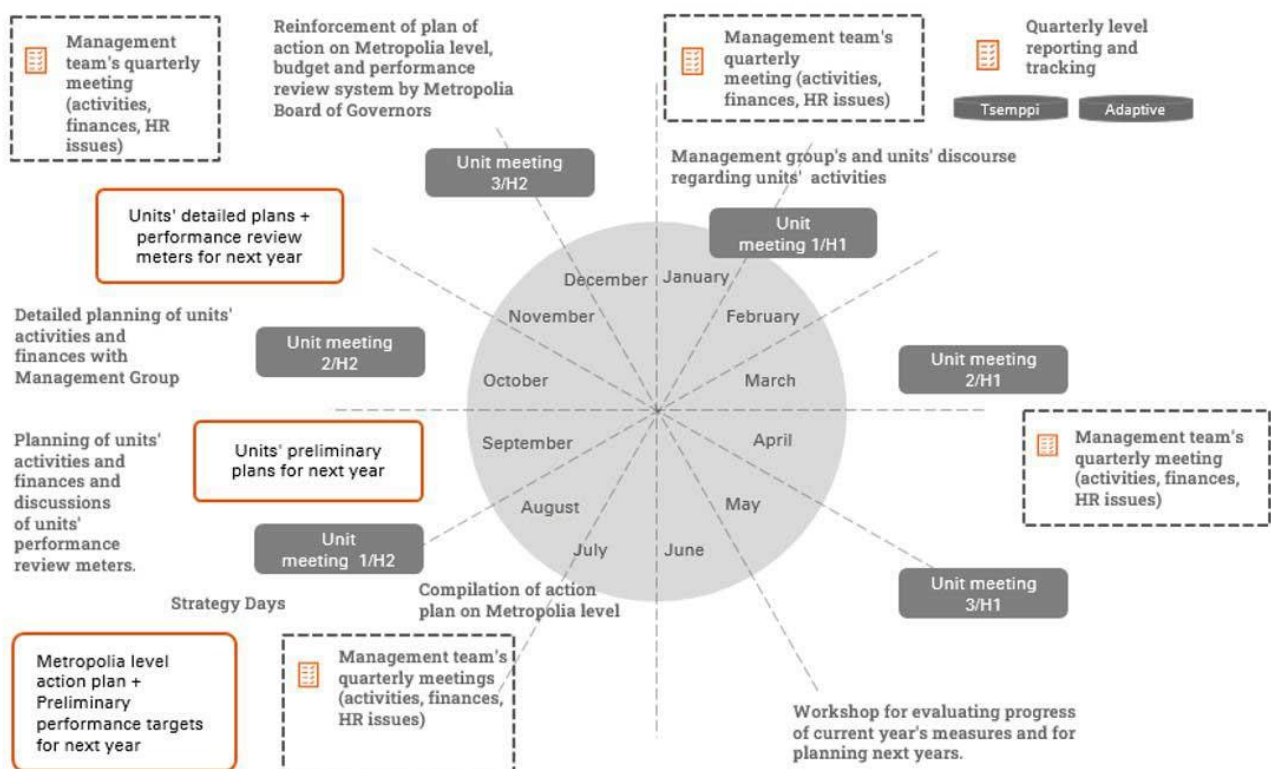 Management
team's quarterly
meeting
(activities,
finances, HR
issues)
Reinforcement of plan of
action on Metropolia level,
budget and performance
review system by Metropolia
Board of Governors
Management team's
quarterly
meeting (activities,
finances, HR issues)
Quarterly level
reporting and
tracking
Tsemppi
Adaptive
Unit meeting
3/H2
Management group's and units' discourse
regarding units' activities
Units' detailed plans +
performance review
meters for next year
Unit
meeting 1/H1
December
January
November
February
Detailed planning of units'
activities and
finances with
Management Group
Unit meeting
2/H2
October
March
Unit meeting
2/H1
Planning of units'
activities and
finances and
discussions
of units'
performance
review meters.
Units' preliminary
plans for next year
September
April
Management team's
quarterly meeting
(activities, finances,
HR issues)
August
May
Unit
meeting 1/H2
July
June
Unit meeting
3/H1
Strategy Days
Compilation of action
plan on Metropolia level
Metropolia level
action plan +
Preliminary
performance targets
for next year
Management team's
quarterly meetings
(activities, finances,
HR issues)
Workshop for evaluating progress
of current year's measures and for
planning next years.